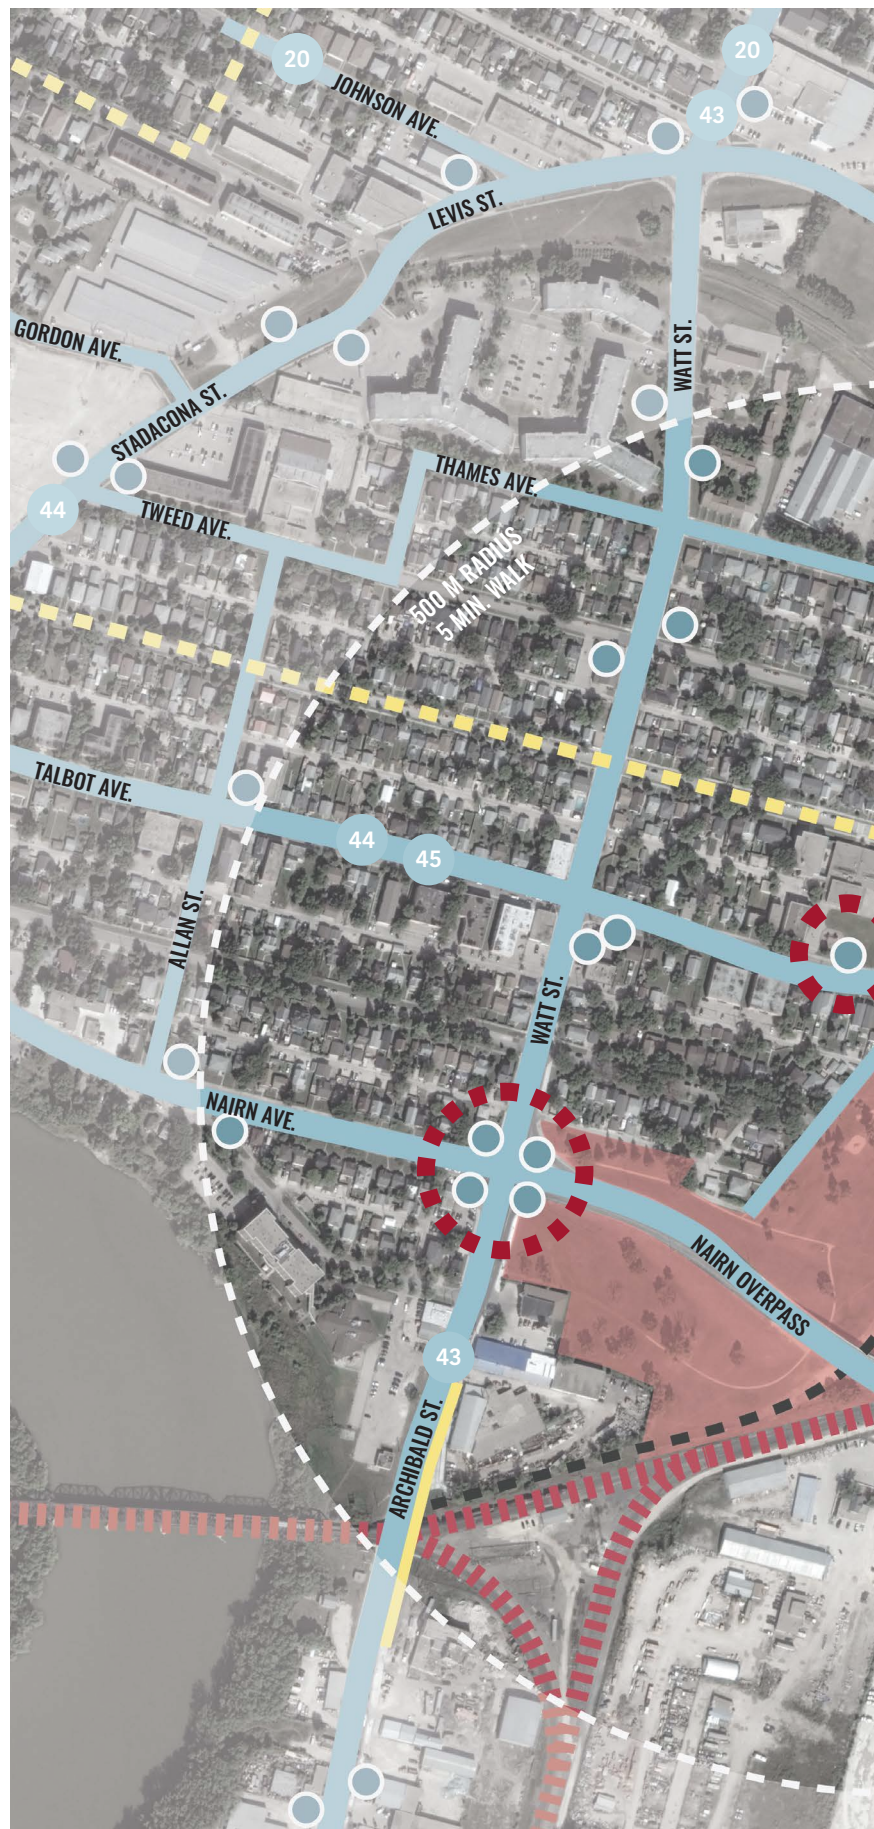 20
20
JOHNSON AVE.
43
LEVIS ST.
GORDON AVE.
WATT ST.
STADACONA ST.
THAMES AVE.
44
TWEED AVE.
500 M RADIUS
5 MIN. WALK
TALBOT AVE.
44
45
ALLAN ST.
WATT ST.
NAIRN AVE.
NAIRN OVERPASS
43
ARCHIBALD ST.